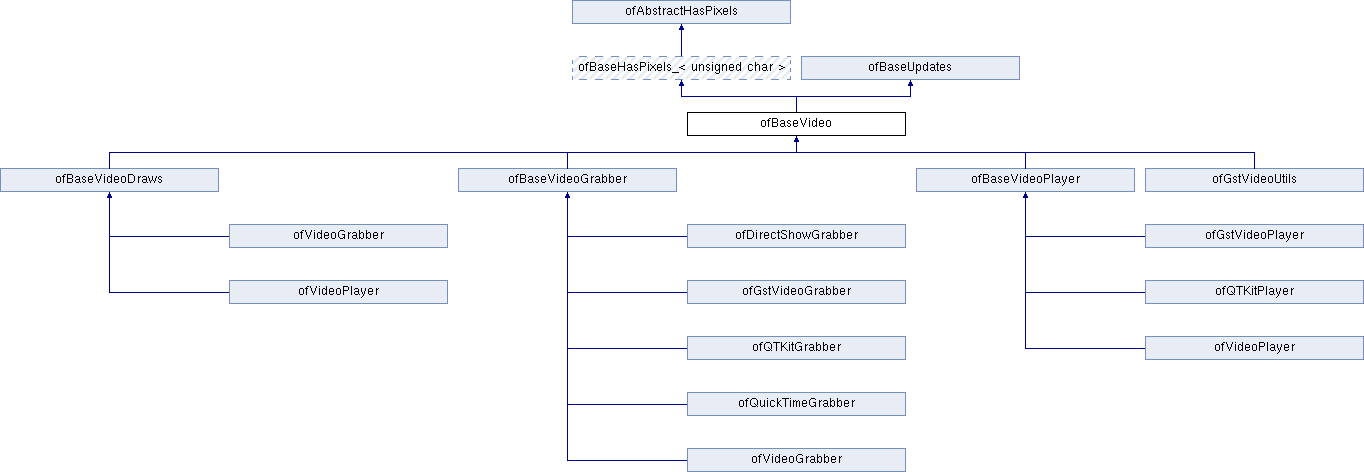 ofAbstractHasPixels
ofBaseHasPixels_< unsigned char >
ofBaseUpdates
ofBaseVideo
ofBaseVideoDraws
ofBaseVideoGrabber
ofBaseVideoPlayer
ofGstVideoUtils
ofVideoGrabber
ofDirectShowGrabber
ofGstVideoPlayer
ofVideoPlayer
ofGstVideoGrabber
ofQTKitPlayer
ofQTKitGrabber
ofVideoPlayer
ofQuickTimeGrabber
ofVideoGrabber